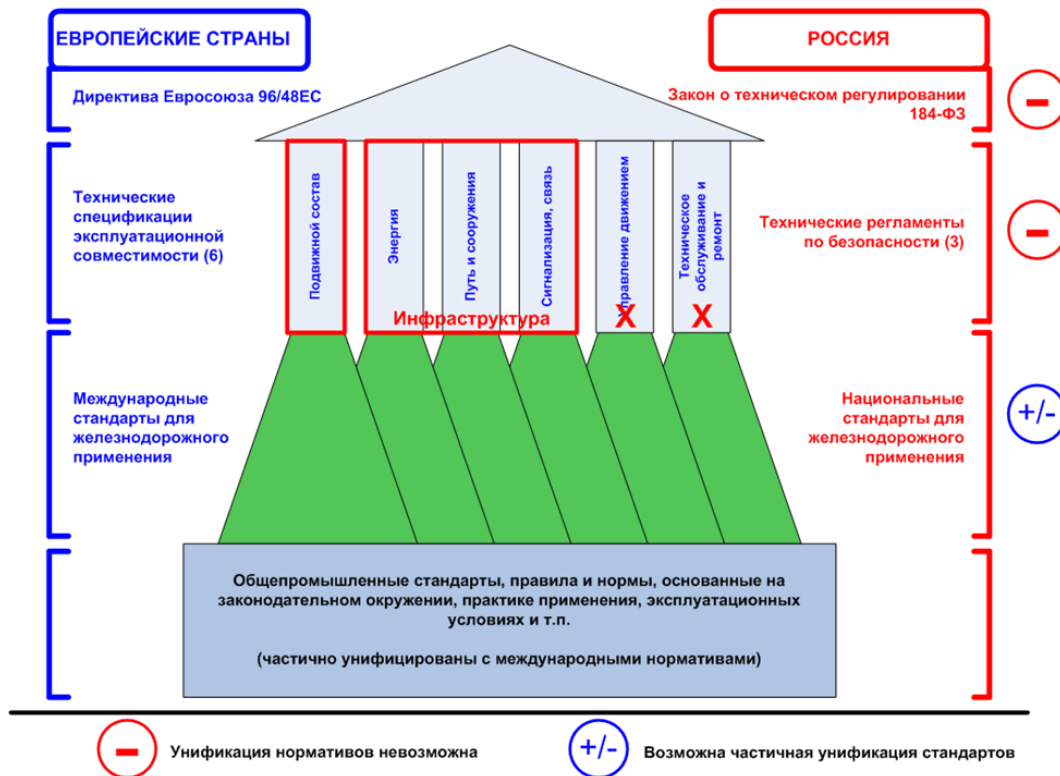 ЕВРОПЕЙСКИЕ СТРАНЫ
РОССИЯ
Директива Евросоюза 96/48ЕС
Закон о техническом регулировании
184-ФЗ
-
Технические
спецификации
эксплуатационной
совместимости (6)
Подвижной состав
Энергия
Путь и сооружения
Сигнализация, связь
Управление движением
Техническое
обслуживание и
ремонт
Инфраструктура
X
X
Технические регламенты
по безопасности (3)
-
Международные
стандарты для
железнодорожного
применения
Национальные
стандарты для
железнодорожного
применения
+/-
Общепромышленные стандарты, правила и нормы, основанные на
законодательном окружении, практике применения, эксплуатационных
условиях и т.п.
(частично унифицированы с международными нормативами)
-
Унификация нормативов невозможна
+/-
Возможна частичная унификация стандартов